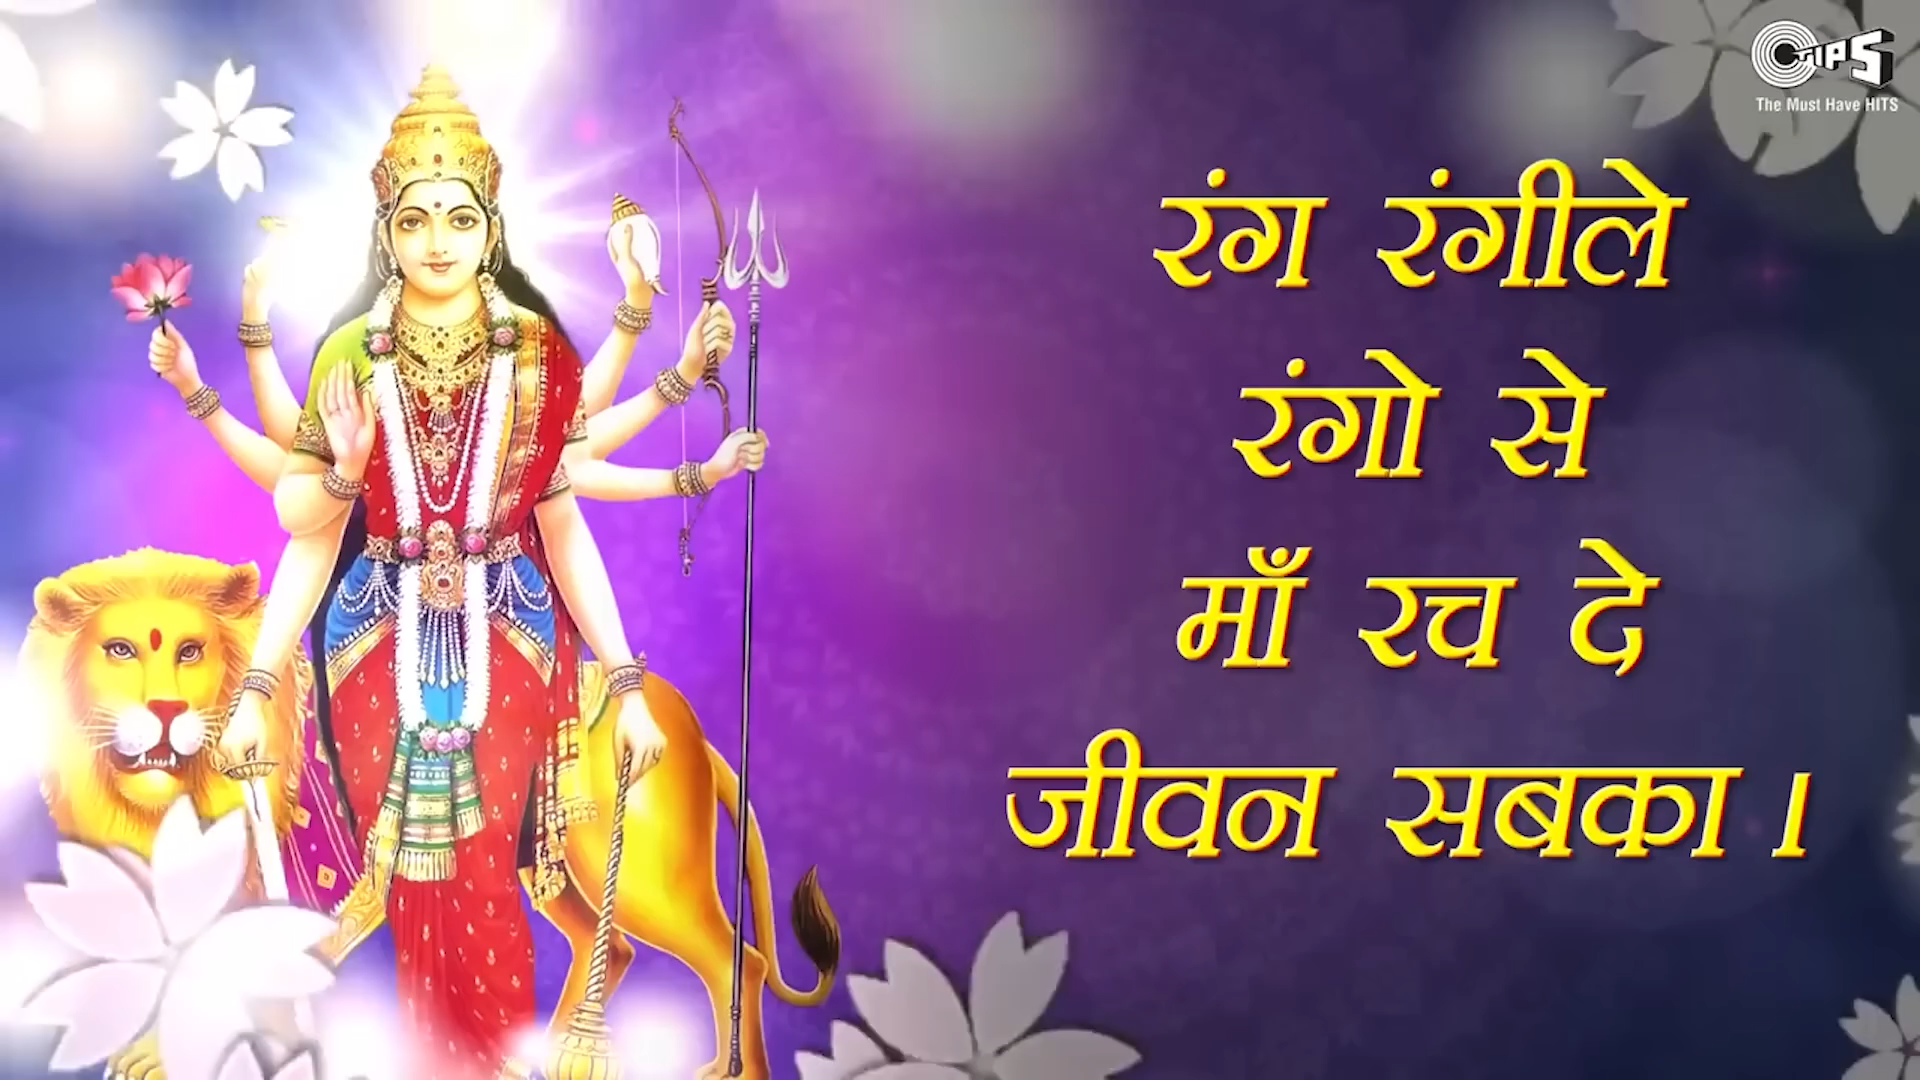 TIPS
The Must Have HITS
रंग रंगीले
रंगो से
माँ रच दे
जीवन सबका ।